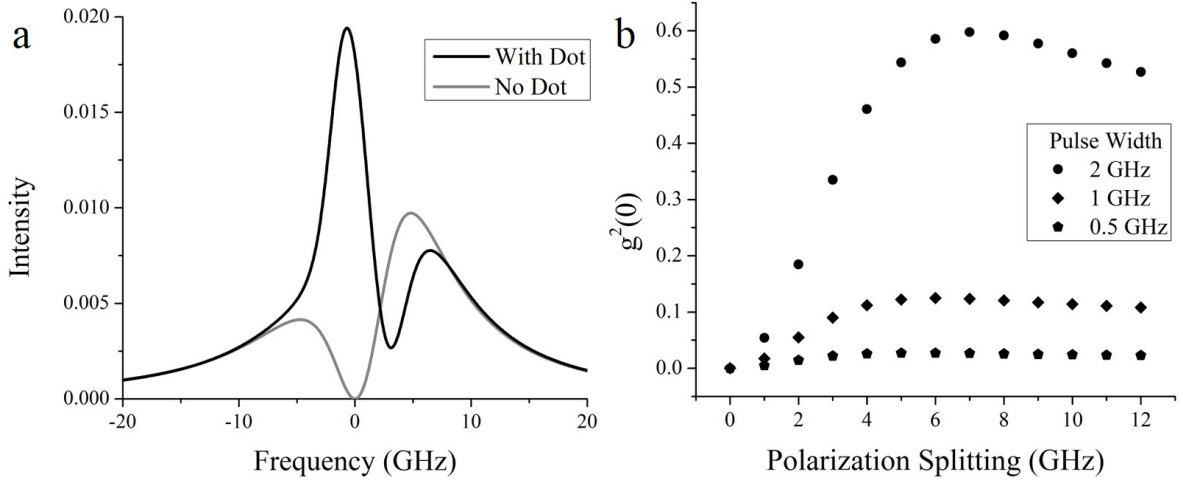 a
0.020
0.015
0.010
0.005
0.000
Intensity
-20
-10
0
10
20
Frequency (GHz)
With Dot
No Dot
b
0.6
0.5
0.4
0.3
0.2
0.1
0.0
g²(0)
0
2
4
6
8
10
12
Polarization Splitting (GHz)
Pulse Width
2 GHz
1 GHz
0.5 GHz